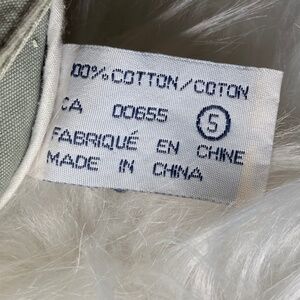 100% COTTON/COTON
CA 00655 5
FABRIQUÉ EN CHINE
MADE IN CHINA